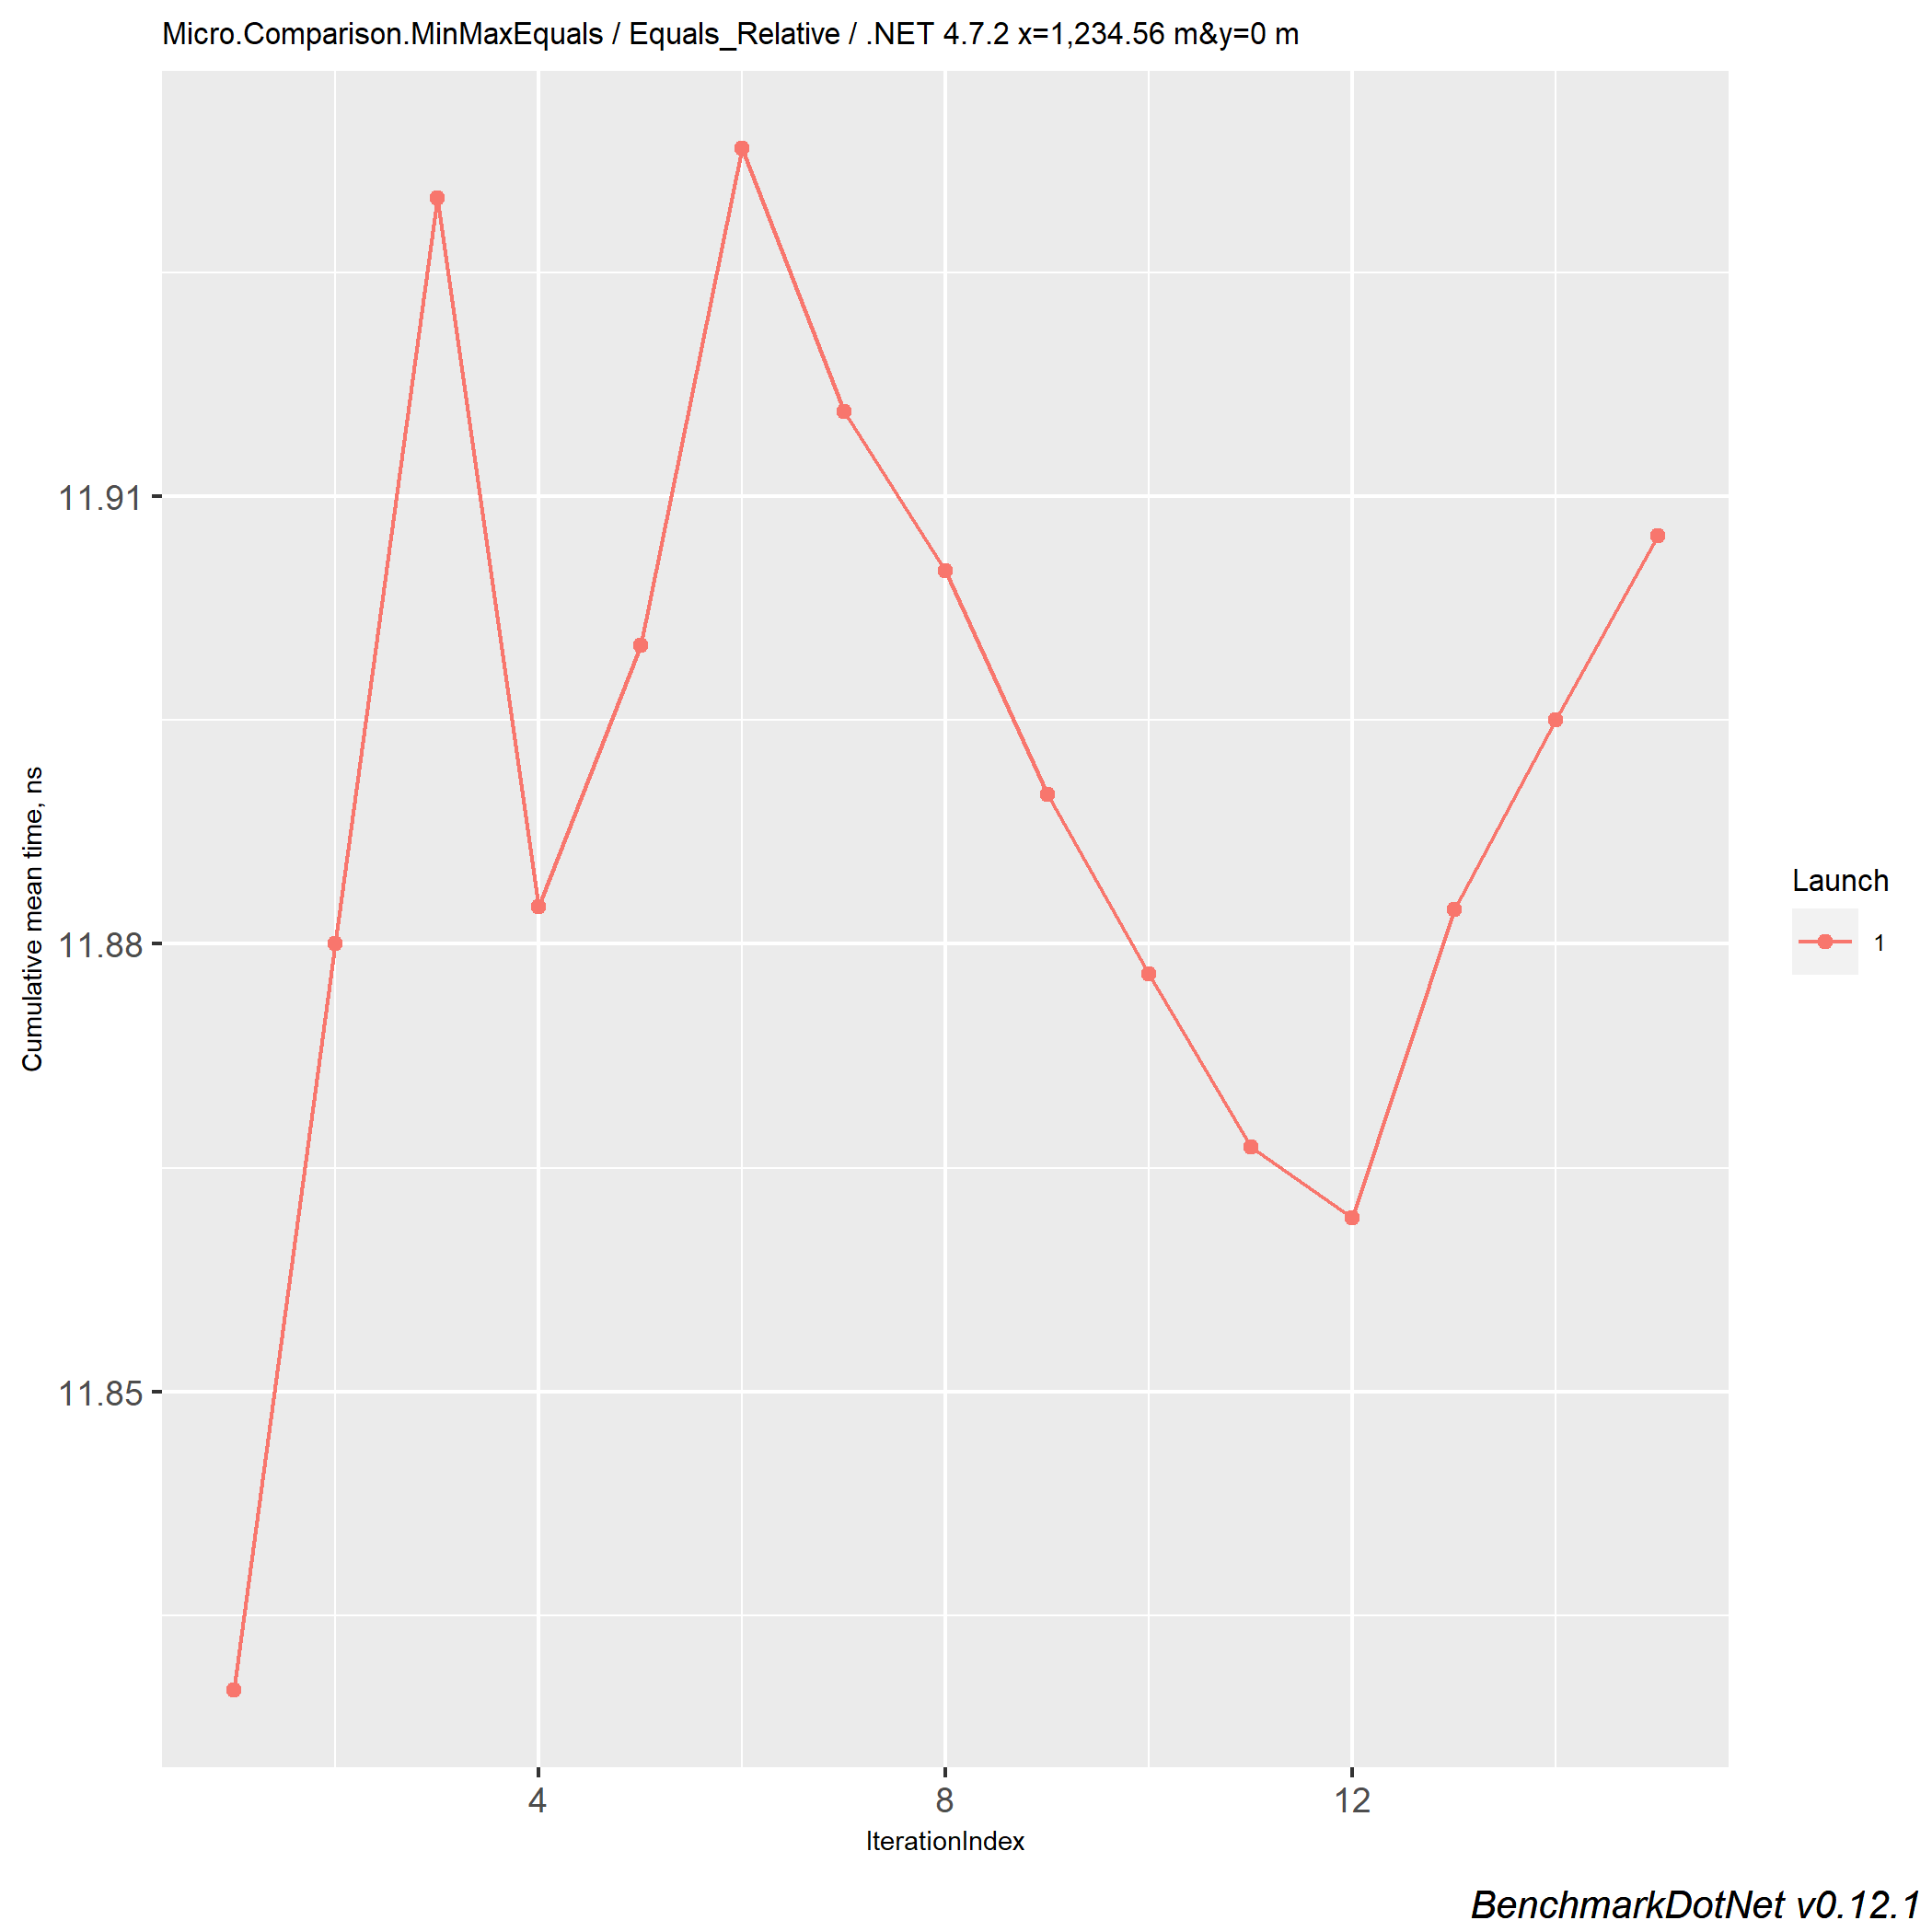 Micro.Comparison.MinMaxEquals / Equals_Relative / .NET 4.7.2 x=1,234.56 m&y=0 m
Cumulative mean time, ns
11.91
11.88
11.85
4
8
12
IterationIndex
Launch
1
BenchmarkDotNet v0.12.1